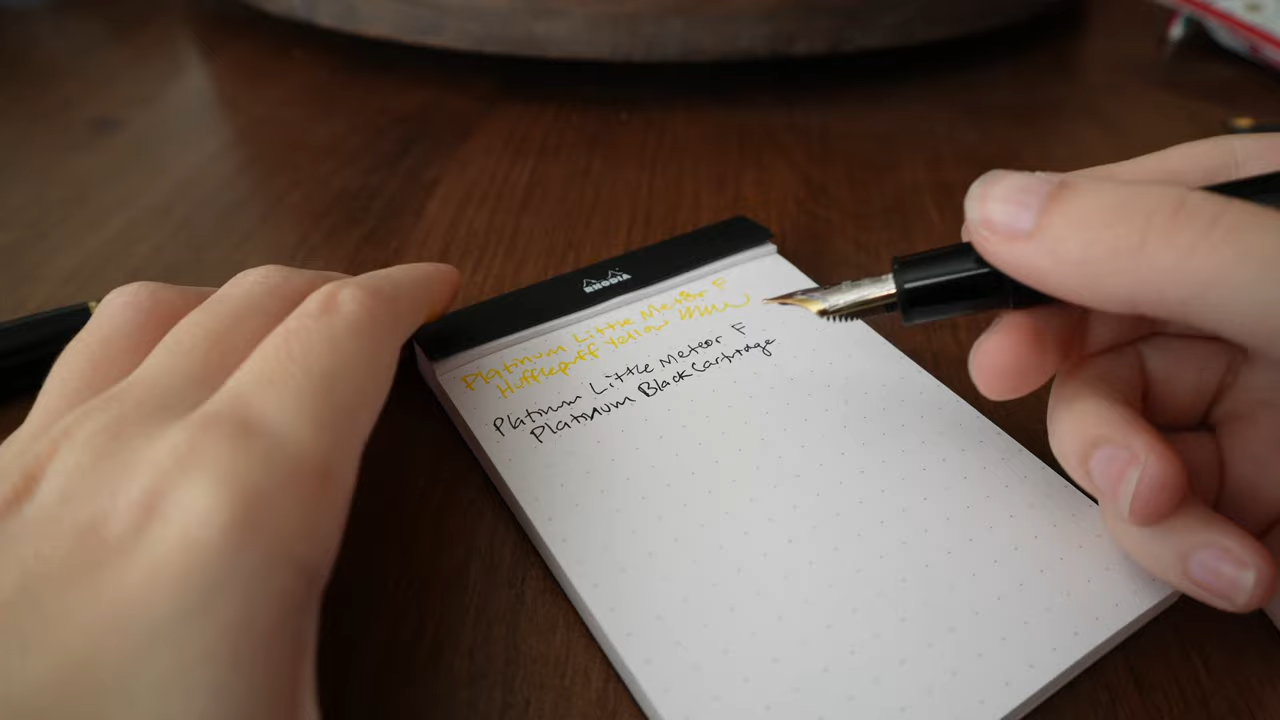 RHODIA
Platinum Little Meteor F
Hufflepuff Yellow
Platinum Little Meteor F
Platinum Black Cartridge